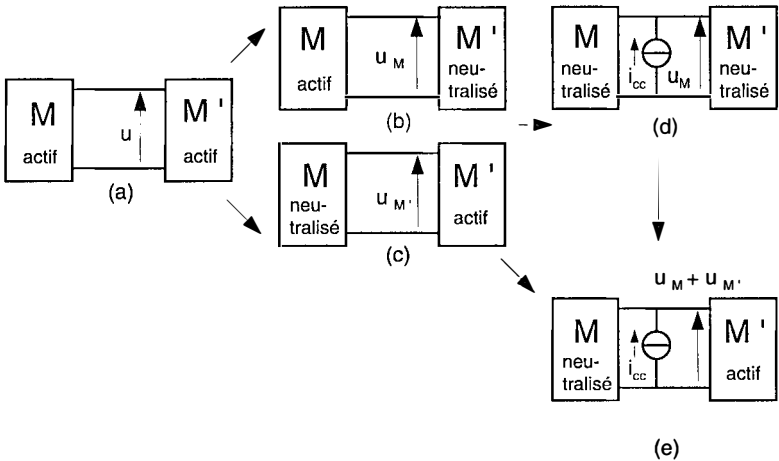 M
actif
u
M'
actif
(a)
M
actif
u M
M'
neu-
tralisé
(b)
M
neu-
tralisé
u M'
M'
actif
(c)
M
neu-
tralisé
i cc
u M
M'
neu-
tralisé
(d)
u M + u M'
M
neu-
tralisé
i cc
M'
actif
(e)